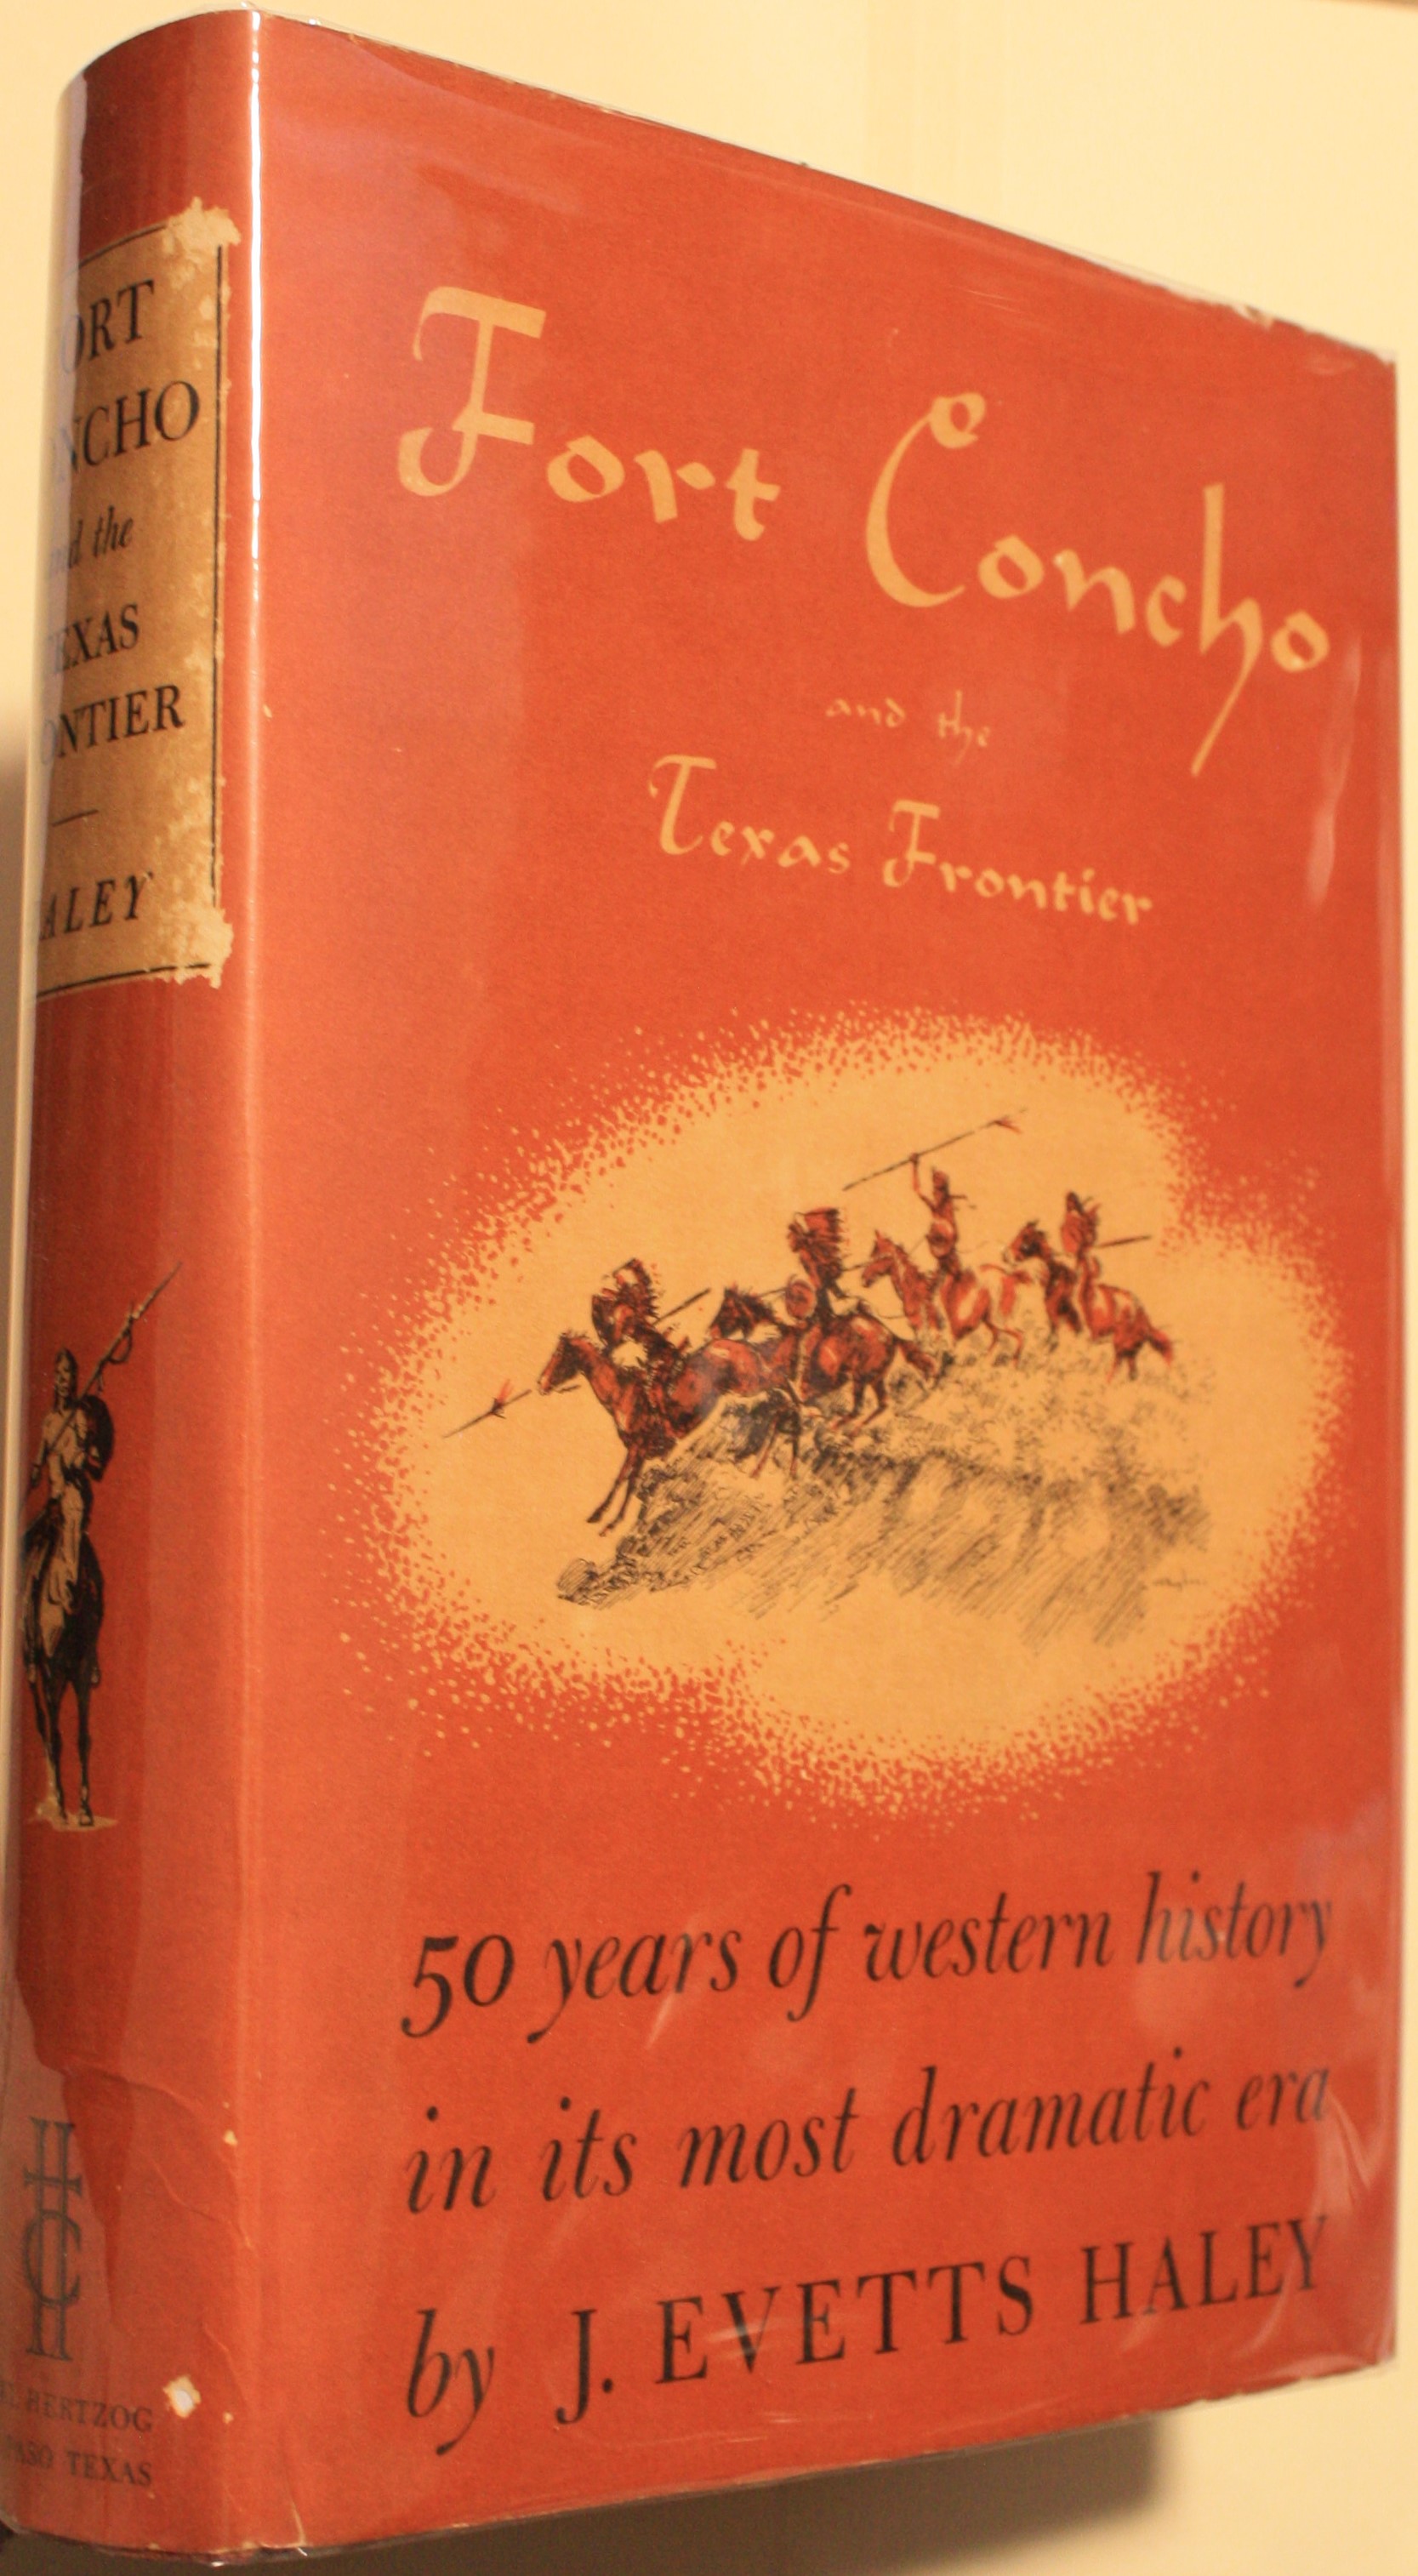 Fort Concho
and the
Texas Frontier
50 years of western history
in its most dramatic era
by J. EVETTS HALEY
ORT
NCHO
d the
EXAS
ONTIER
ALEY
HERTZOG
PASO TEXAS